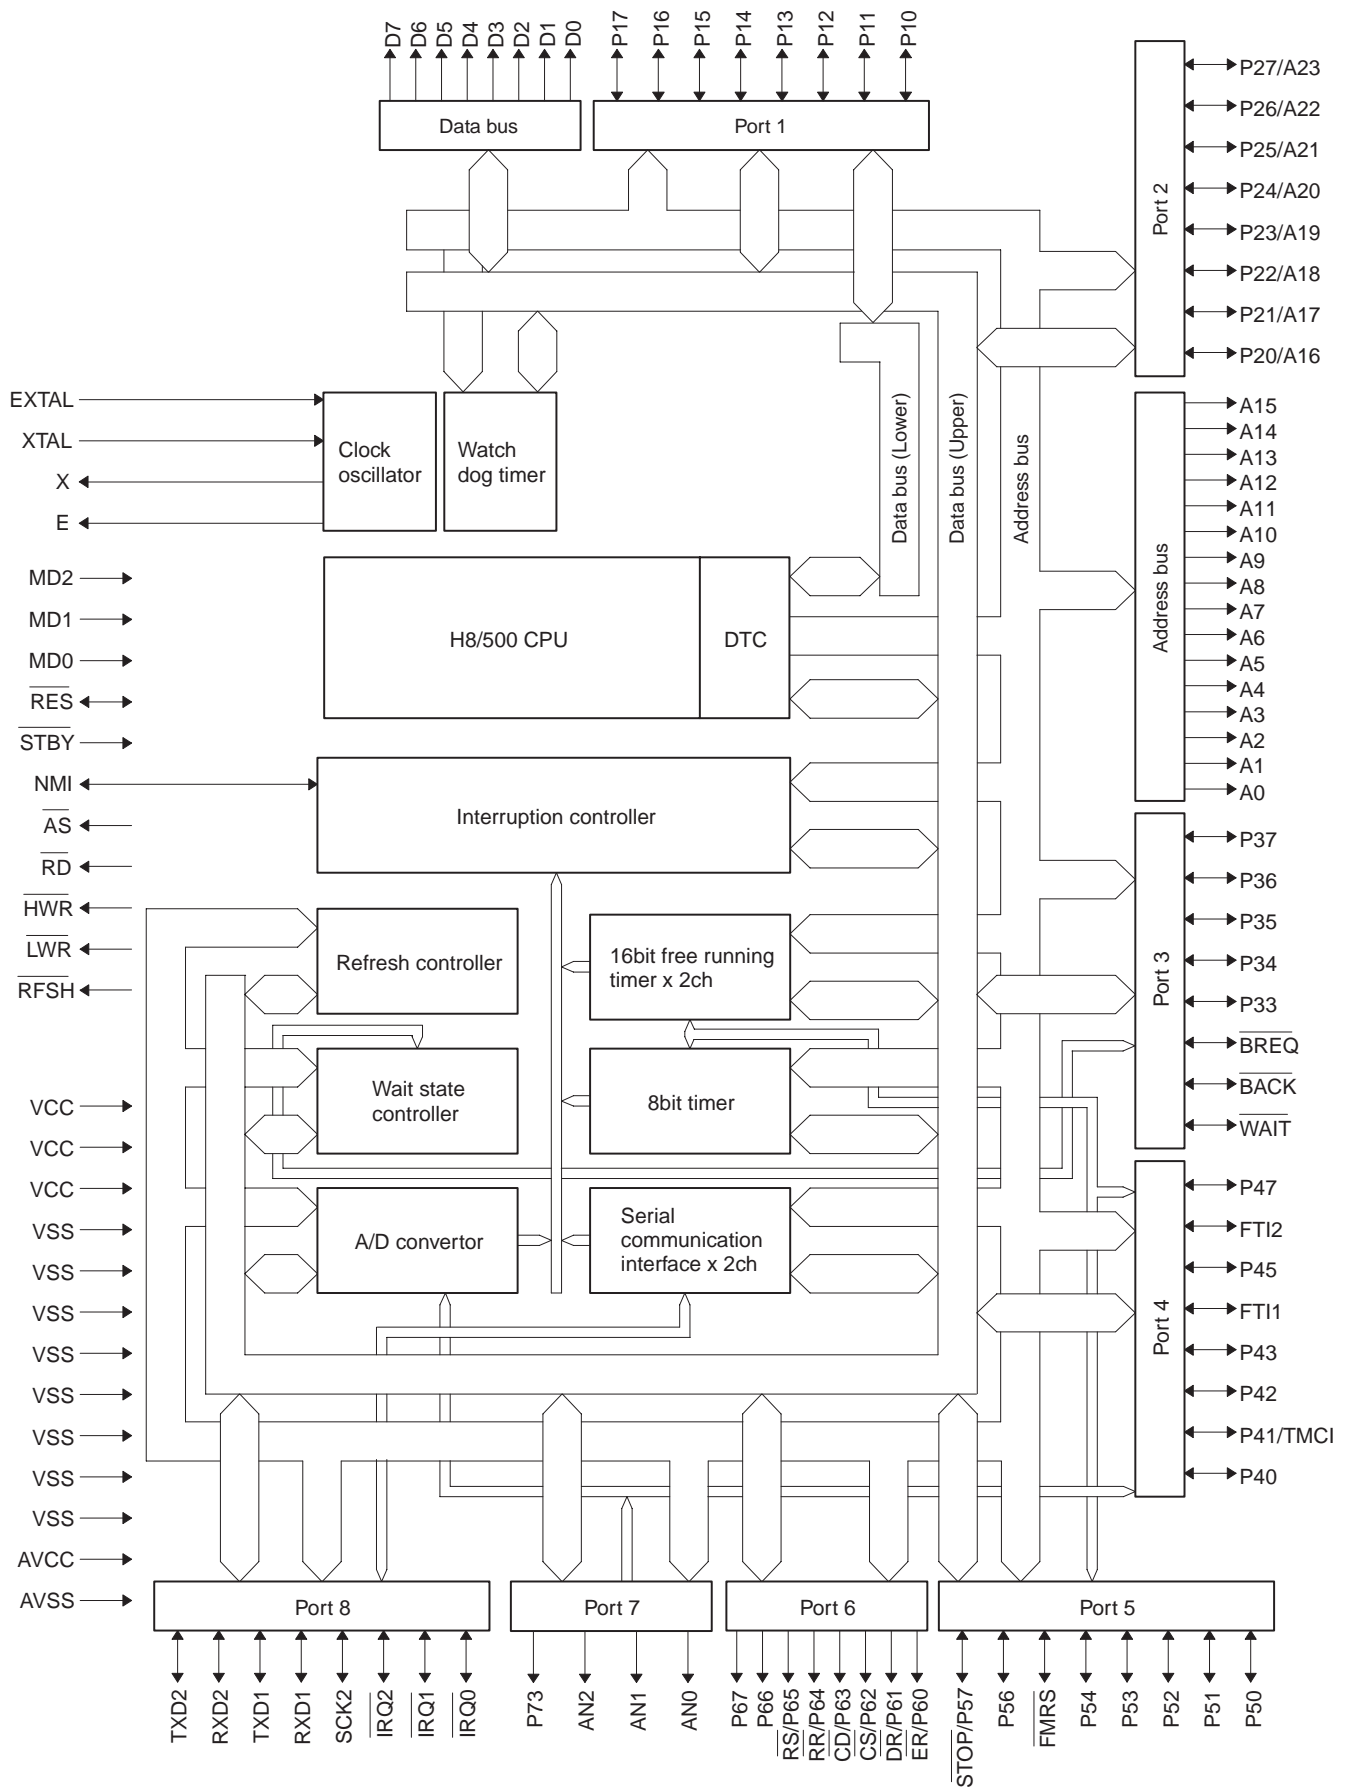 D7
D6
D5
D4
D3
D2
D1
D0
P17
P16
P15
P14
P13
P12
P11
P10
Data bus
Port 1
Port 2
P27/A23
P26/A22
P25/A21
P24/A20
P23/A19
P22/A18
P21/A17
P20/A16
EXTAL
XTAL
X
E
Clock
oscillator
Watch
dog timer
Data bus (Lower)
Data bus (Upper)
Address bus
Address bus
A15
A14
A13
A12
A11
A10
A9
A8
A7
A6
A5
A4
A3
A2
A1
A0
MD2
MD1
MD0
RES
STBY
NMI
AS
RD
HWR
LWR
RFSH
H8/500 CPU
DTC
Interruption controller
Refresh controller
16bit free running
timer x 2ch
Wait state
controller
8bit timer
A/D convertor
Serial
communication
interface x 2ch
Port 3
P37
P36
P35
P34
P33
BREQ
BACK
WAIT
VCC
VCC
VCC
VSS
VSS
VSS
VSS
VSS
VSS
VSS
VSS
AVCC
AVSS
Port 4
P47
FTI2
P45
FTI1
P43
P42
P41/TMCI
P40
Port 8
Port 7
Port 6
Port 5
TXD2
RXD2
TXD1
RXD1
SCK2
IRQ2
IRQ1
IRQ0
P73
AN2
AN1
AN0
P67
P66
RS/P65
RR/P64
CD/P63
CS/P62
DR/P61
ER/P60
STOP/P57
P56
FMRS
P54
P53
P52
P51
P50